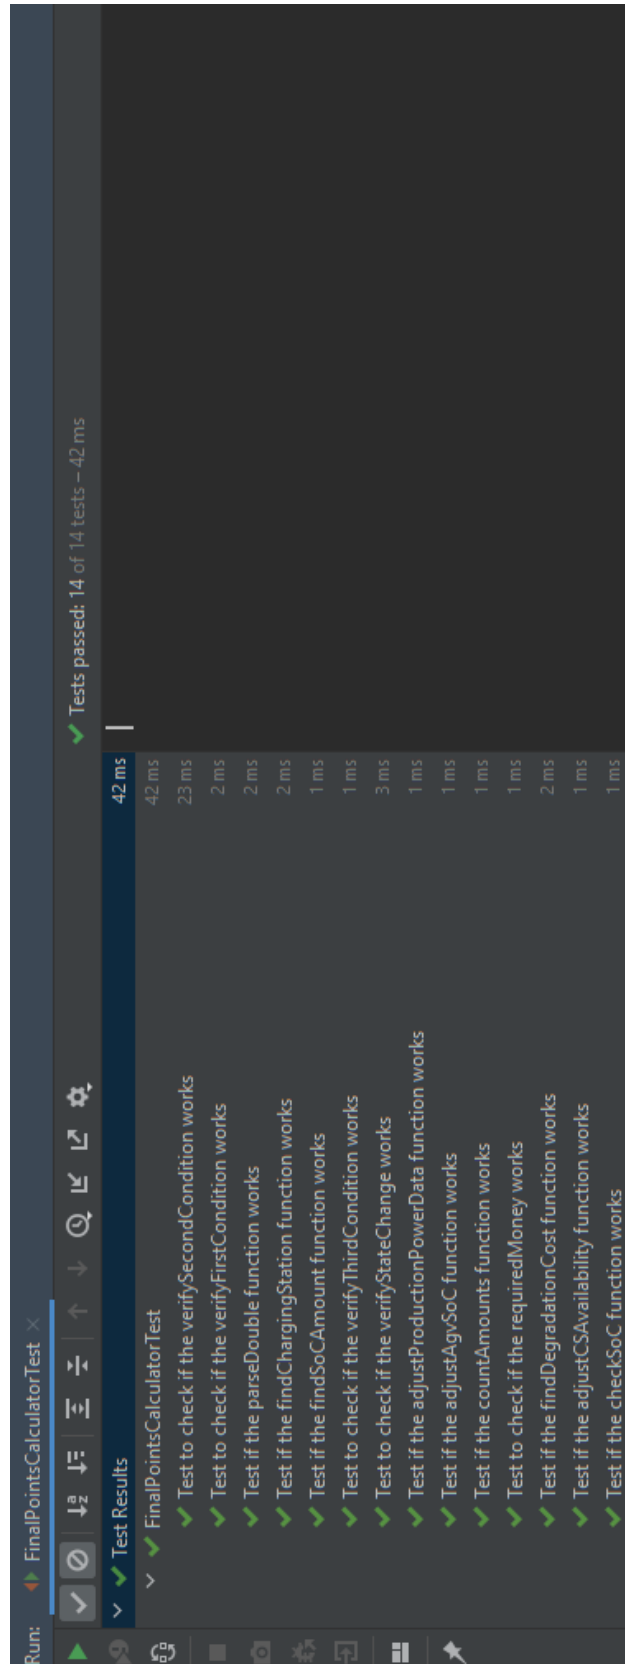 Run: FinalPointsCalculatorTest
Tests passed: 14 of 14 tests – 42 ms
Test Results 42 ms
FinalPointsCalculatorTest 42 ms
Test to check if the verifySecondCondition works 23 ms
Test to check if the verifyFirstCondition works 2 ms
Test if the parseDouble function works 2 ms
Test if the findChargingStation function works 2 ms
Test if the findSoCAmount function works 1 ms
Test to check if the verifyThirdCondition works 1 ms
Test to check if the verifyStateChange works 3 ms
Test if the adjustProductionPowerData function works 1 ms
Test if the adjustAgvSoC function works 1 ms
Test if the countAmounts function works 1 ms
Test to check if the requiredMoney works 1 ms
Test if the findDegradationCost function works 2 ms
Test if the adjustCSAvailability function works 1 ms
Test if the checkSoC function works 1 ms